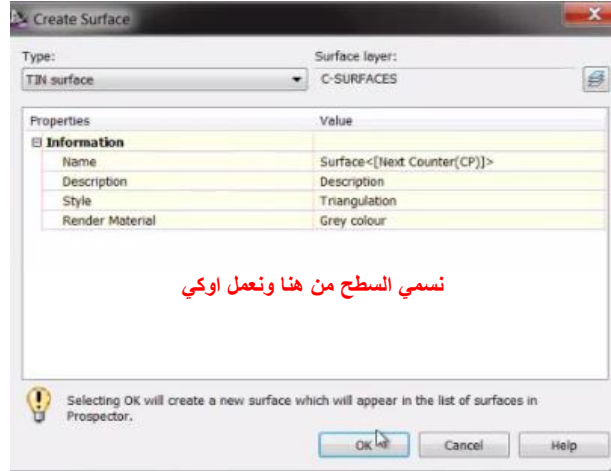 Create Surface
Type: Surface layer:
TIN surface C-SURFACES
Properties Value
Information
Name Surface<[Next Counter(CP)]>
Description Description
Style Triangulation
Render Material Grey colour
نسمي السطح من هنا ونعمل اوكي
Selecting OK will create a new surface which will appear in the list of surfaces in
Prospector.
OK Cancel Help